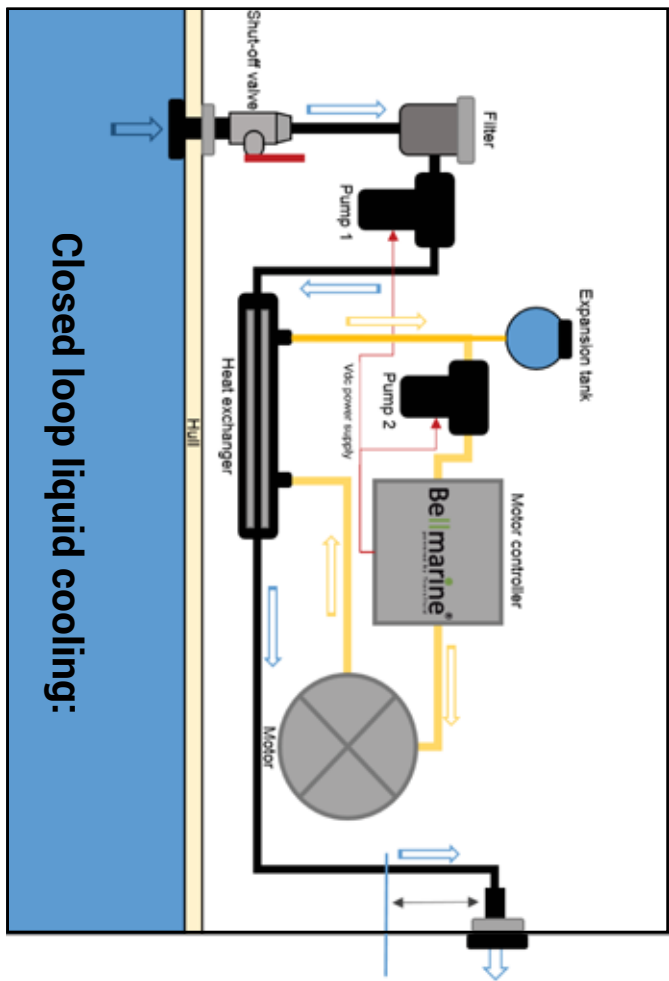 Closed loop liquid cooling:
Shut-off valve
Filter
Pump 1
Expansion tank
Pump 2
Vdc power supply
Heat exchanger
Hull
Motor controller
Bellmarine®
Motor